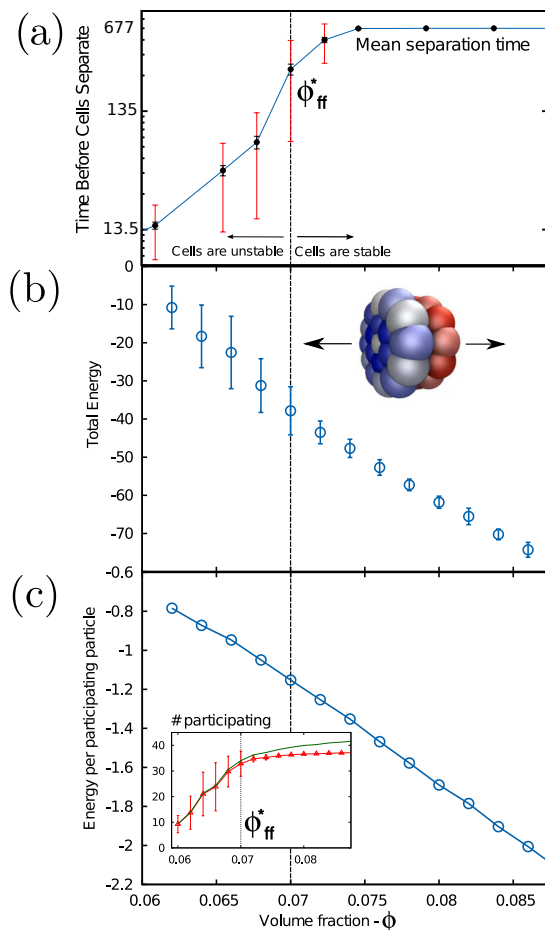 (a)
677
135
13.5
Time Before Cells Separate
Mean separation time
ϕ*ff
Cells are unstable
Cells are stable
(b)
0
-10
-20
-30
-40
-50
-60
-70
Total Energy
(c)
-0.6
-0.8
-1
-1.2
-1.4
-1.6
-1.8
-2
-2.2
Energy per participating particle
#participating
40
30
20
10
0
0.06 0.07 0.08
ϕ*ff
0.06 0.065 0.07 0.075 0.08 0.085
Volume fraction - ϕ